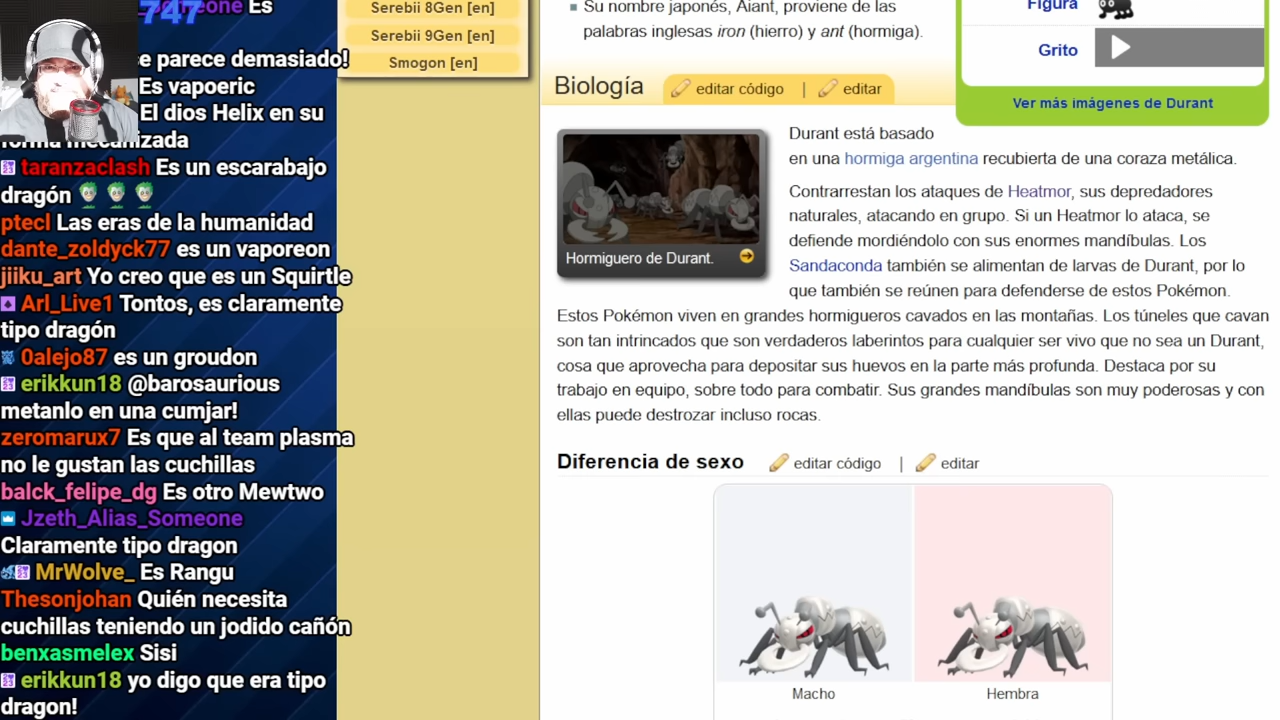 747
someone Es
e parece demasiado!
Es vapoeric
El dios Helix en su
forma mecanizada
taranzaclash Es un escarabajo
dragón
ptecl Las eras de la humanidad
dante_zoldyck77 es un vaporeon
jiiku_art Yo creo que es un Squirtle
Arl_Live1 Tontos, es claramente
tipo dragón
0alejo87 es un groudon
erikkun18 @barosaurious
metanlo en una cumjar!
zeromarux7 Es que al team plasma
no le gustan las cuchillas
balck_felipe_dg Es otro Mewtwo
Jzeth_Alias_Someone
Claramente tipo dragon
MrWolve_ Es Rangu
Thesonjohan Quién necesita
cuchillas teniendo un jodido cañón
benxasmelex Sisi
erikkun18 yo digo que era tipo
dragon!
Serebii 8Gen [en]
Serebii 9Gen [en]
Smogon [en]
Su nombre japonés, Aiant, proviene de las
palabras inglesas iron (hierro) y ant (hormiga).
Figura
Grito
Ver más imágenes de Durant
Biología editar código | editar
Hormiguero de Durant.
Durant está basado
en una hormiga argentina recubierta de una coraza metálica.
Contrarrestan los ataques de Heatmor, sus depredadores
naturales, atacando en grupo. Si un Heatmor lo ataca, se
defiende mordiéndolo con sus enormes mandíbulas. Los
Sandaconda también se alimentan de larvas de Durant, por lo
que también se reúnen para defenderse de estos Pokémon.
Estos Pokémon viven en grandes hormigueros cavados en las montañas. Los túneles que cavan
son tan intrincados que son verdaderos laberintos para cualquier ser vivo que no sea un Durant,
cosa que aprovecha para depositar sus huevos en la parte más profunda. Destaca por su
trabajo en equipo, sobre todo para combatir. Sus grandes mandíbulas son muy poderosas y con
ellas puede destrozar incluso rocas.
Diferencia de sexo editar código | editar
Macho
Hembra